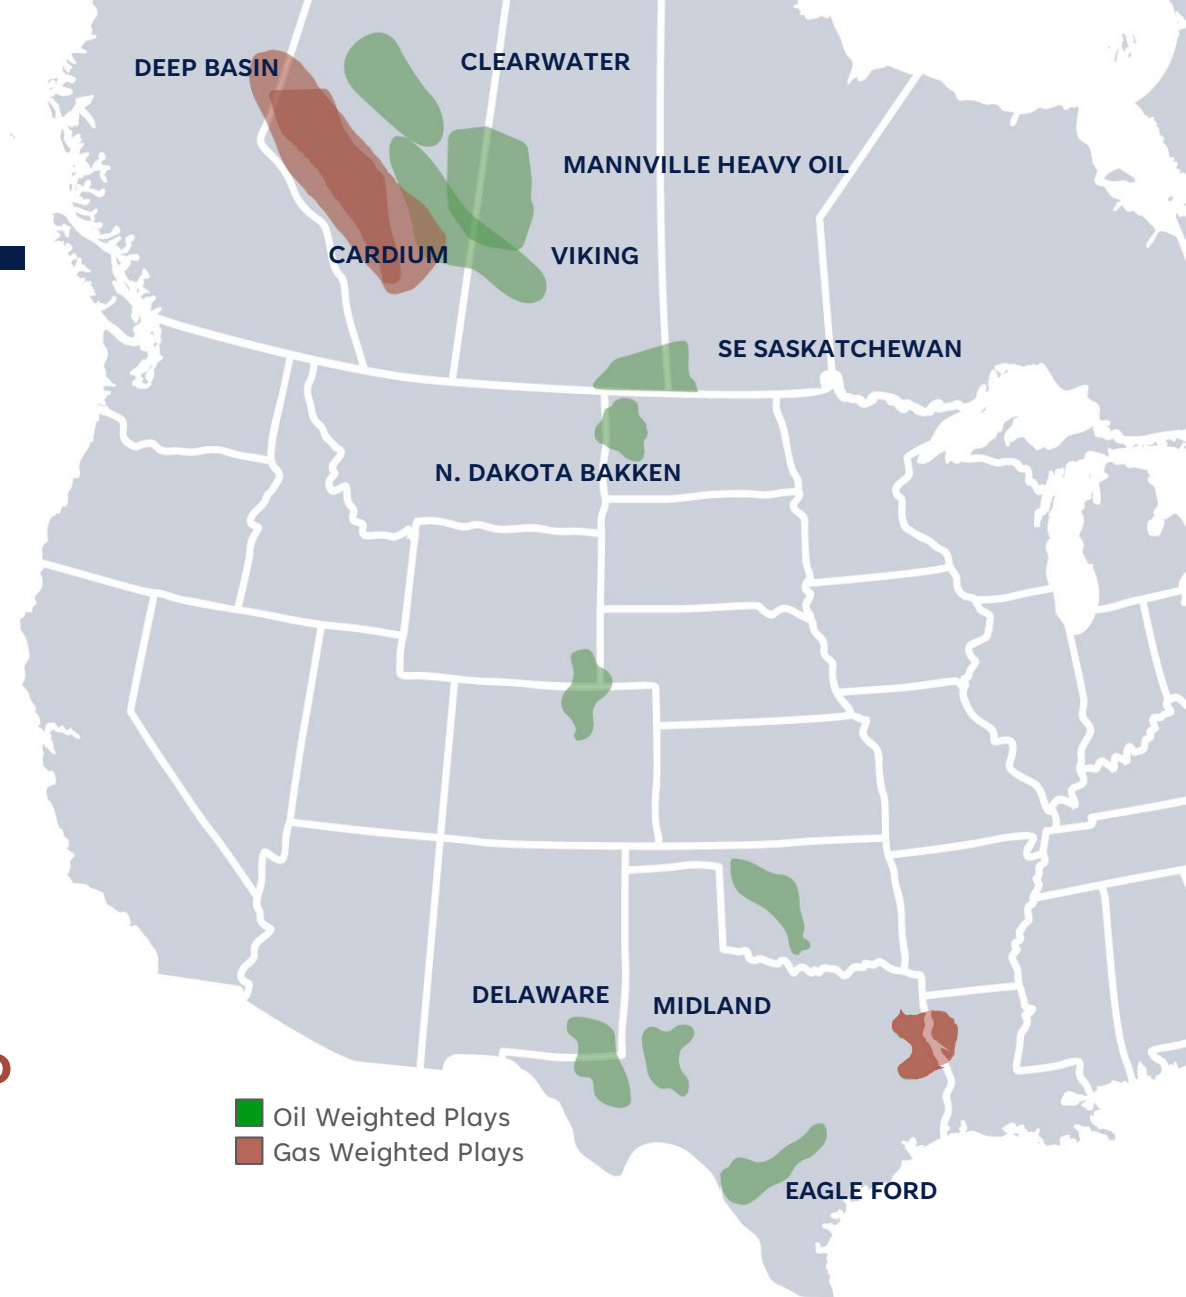 DEEP BASIN
CLEARWATER
MANNVILLE HEAVY OIL
CARDIUM
VIKING
SE SASKATCHEWAN
N. DAKOTA BAKKEN
DELAWARE
MIDLAND
Oil Weighted Plays
Gas Weighted Plays
EAGLE FORD